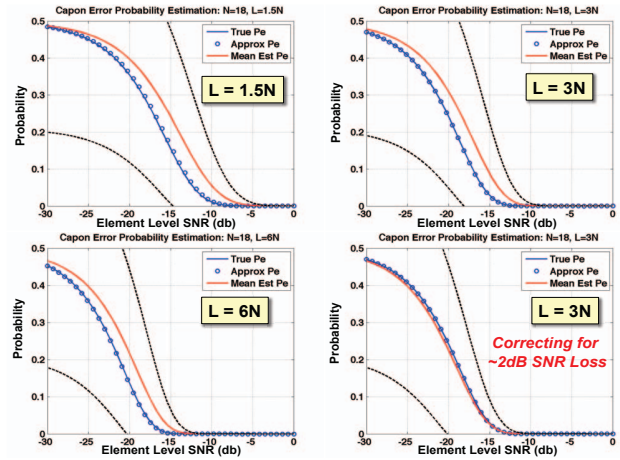 Capon Error Probability Estimation: N=18, L=1.5N
0.5
0.4
0.3
0.2
0.1
0
Probability
-30
-25
-20
-15
-10
-5
0
Element Level SNR (db)
True Pe
Approx Pe
Mean Est Pe
L = 1.5N
Capon Error Probability Estimation: N=18, L=3N
0.5
0.4
0.3
0.2
0.1
0
Probability
-30
-25
-20
-15
-10
-5
0
Element Level SNR (db)
True Pe
Approx Pe
Mean Est Pe
L = 3N
Capon Error Probability Estimation: N=18, L=6N
0.5
0.4
0.3
0.2
0.1
0
Probability
-30
-25
-20
-15
-10
-5
0
Element Level SNR (db)
True Pe
Approx Pe
Mean Est Pe
L = 6N
Capon Error Probability Estimation: N=18, L=3N
0.5
0.4
0.3
0.2
0.1
0
Probability
-30
-25
-20
-15
-10
-5
0
Element Level SNR (db)
True Pe
Approx Pe
Mean Est Pe
L = 3N
Correcting for
~2dB SNR Loss